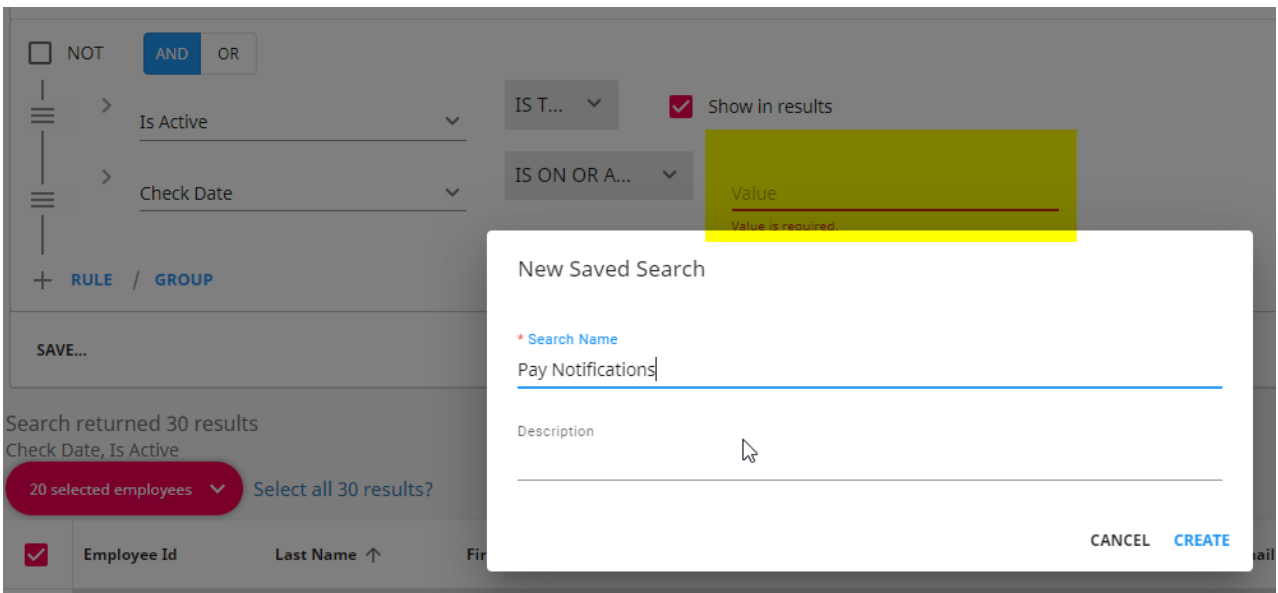 NOT AND OR
IS T... Show in results
Is Active
IS ON OR A...
Check Date Value
Value is required.
+ RULE / GROUP
SAVE...
New Saved Search
* Search Name
Pay Notifications
Description
CANCEL CREATE
Search returned 30 results
Check Date, Is Active
20 selected employees Select all 30 results?
Employee Id Last Name Fir ail